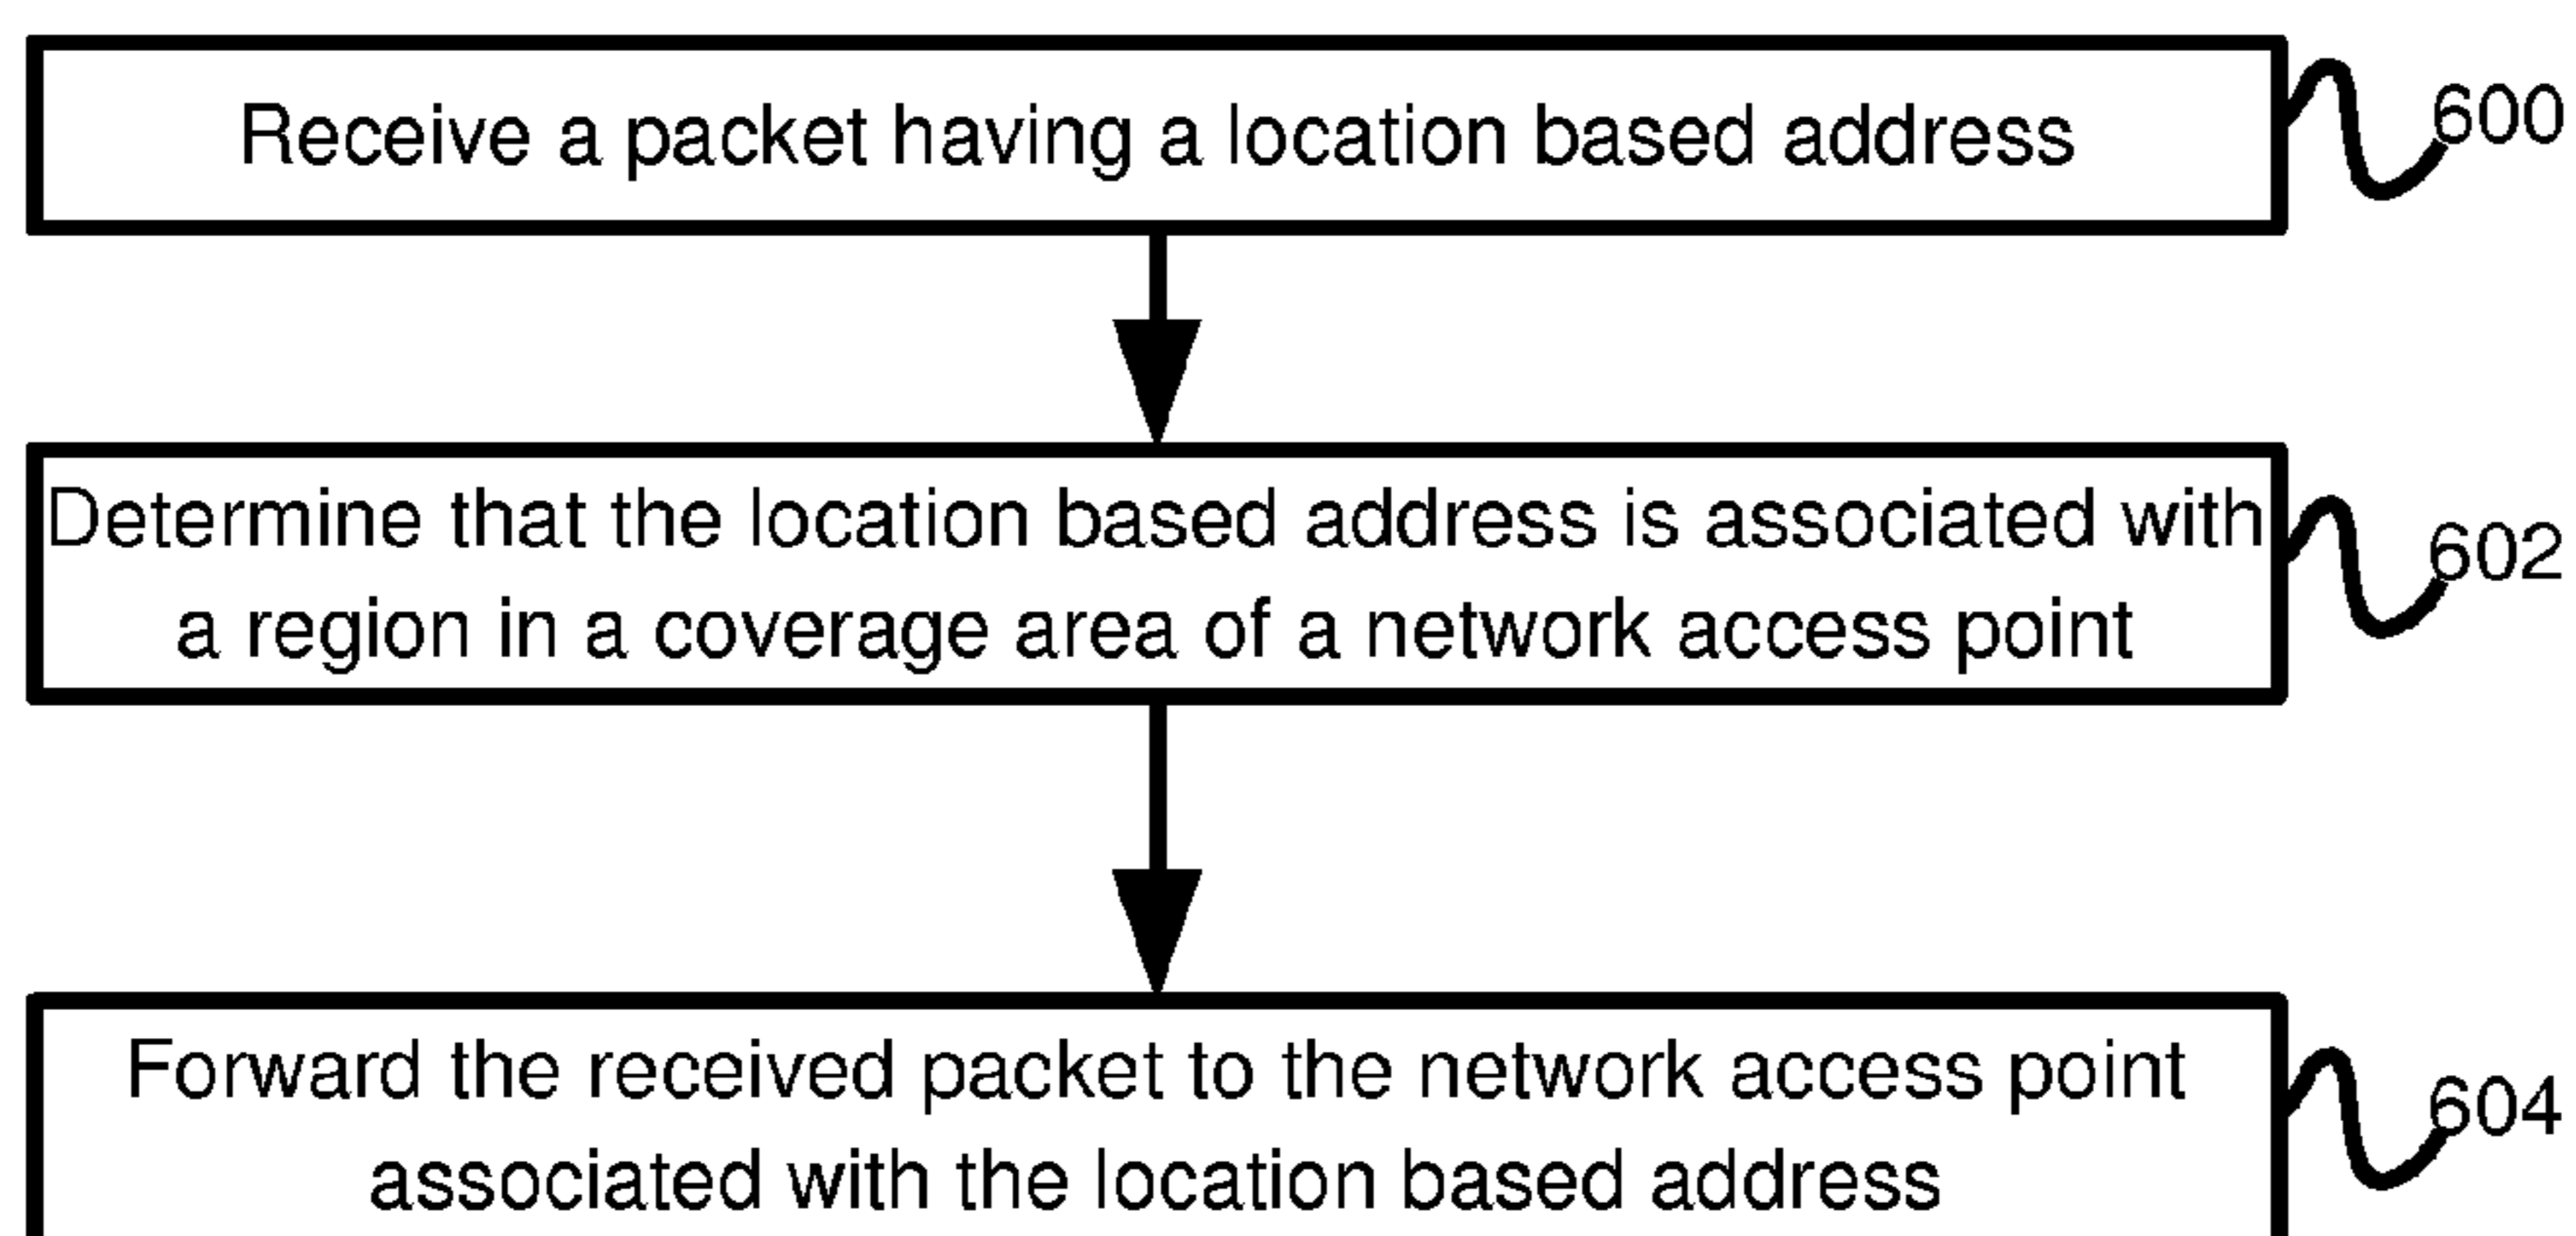 Receive a packet having a location based address
600
Determine that the location based address is associated with
a region in a coverage area of a network access point
602
Forward the received packet to the network access point
associated with the location based address
604